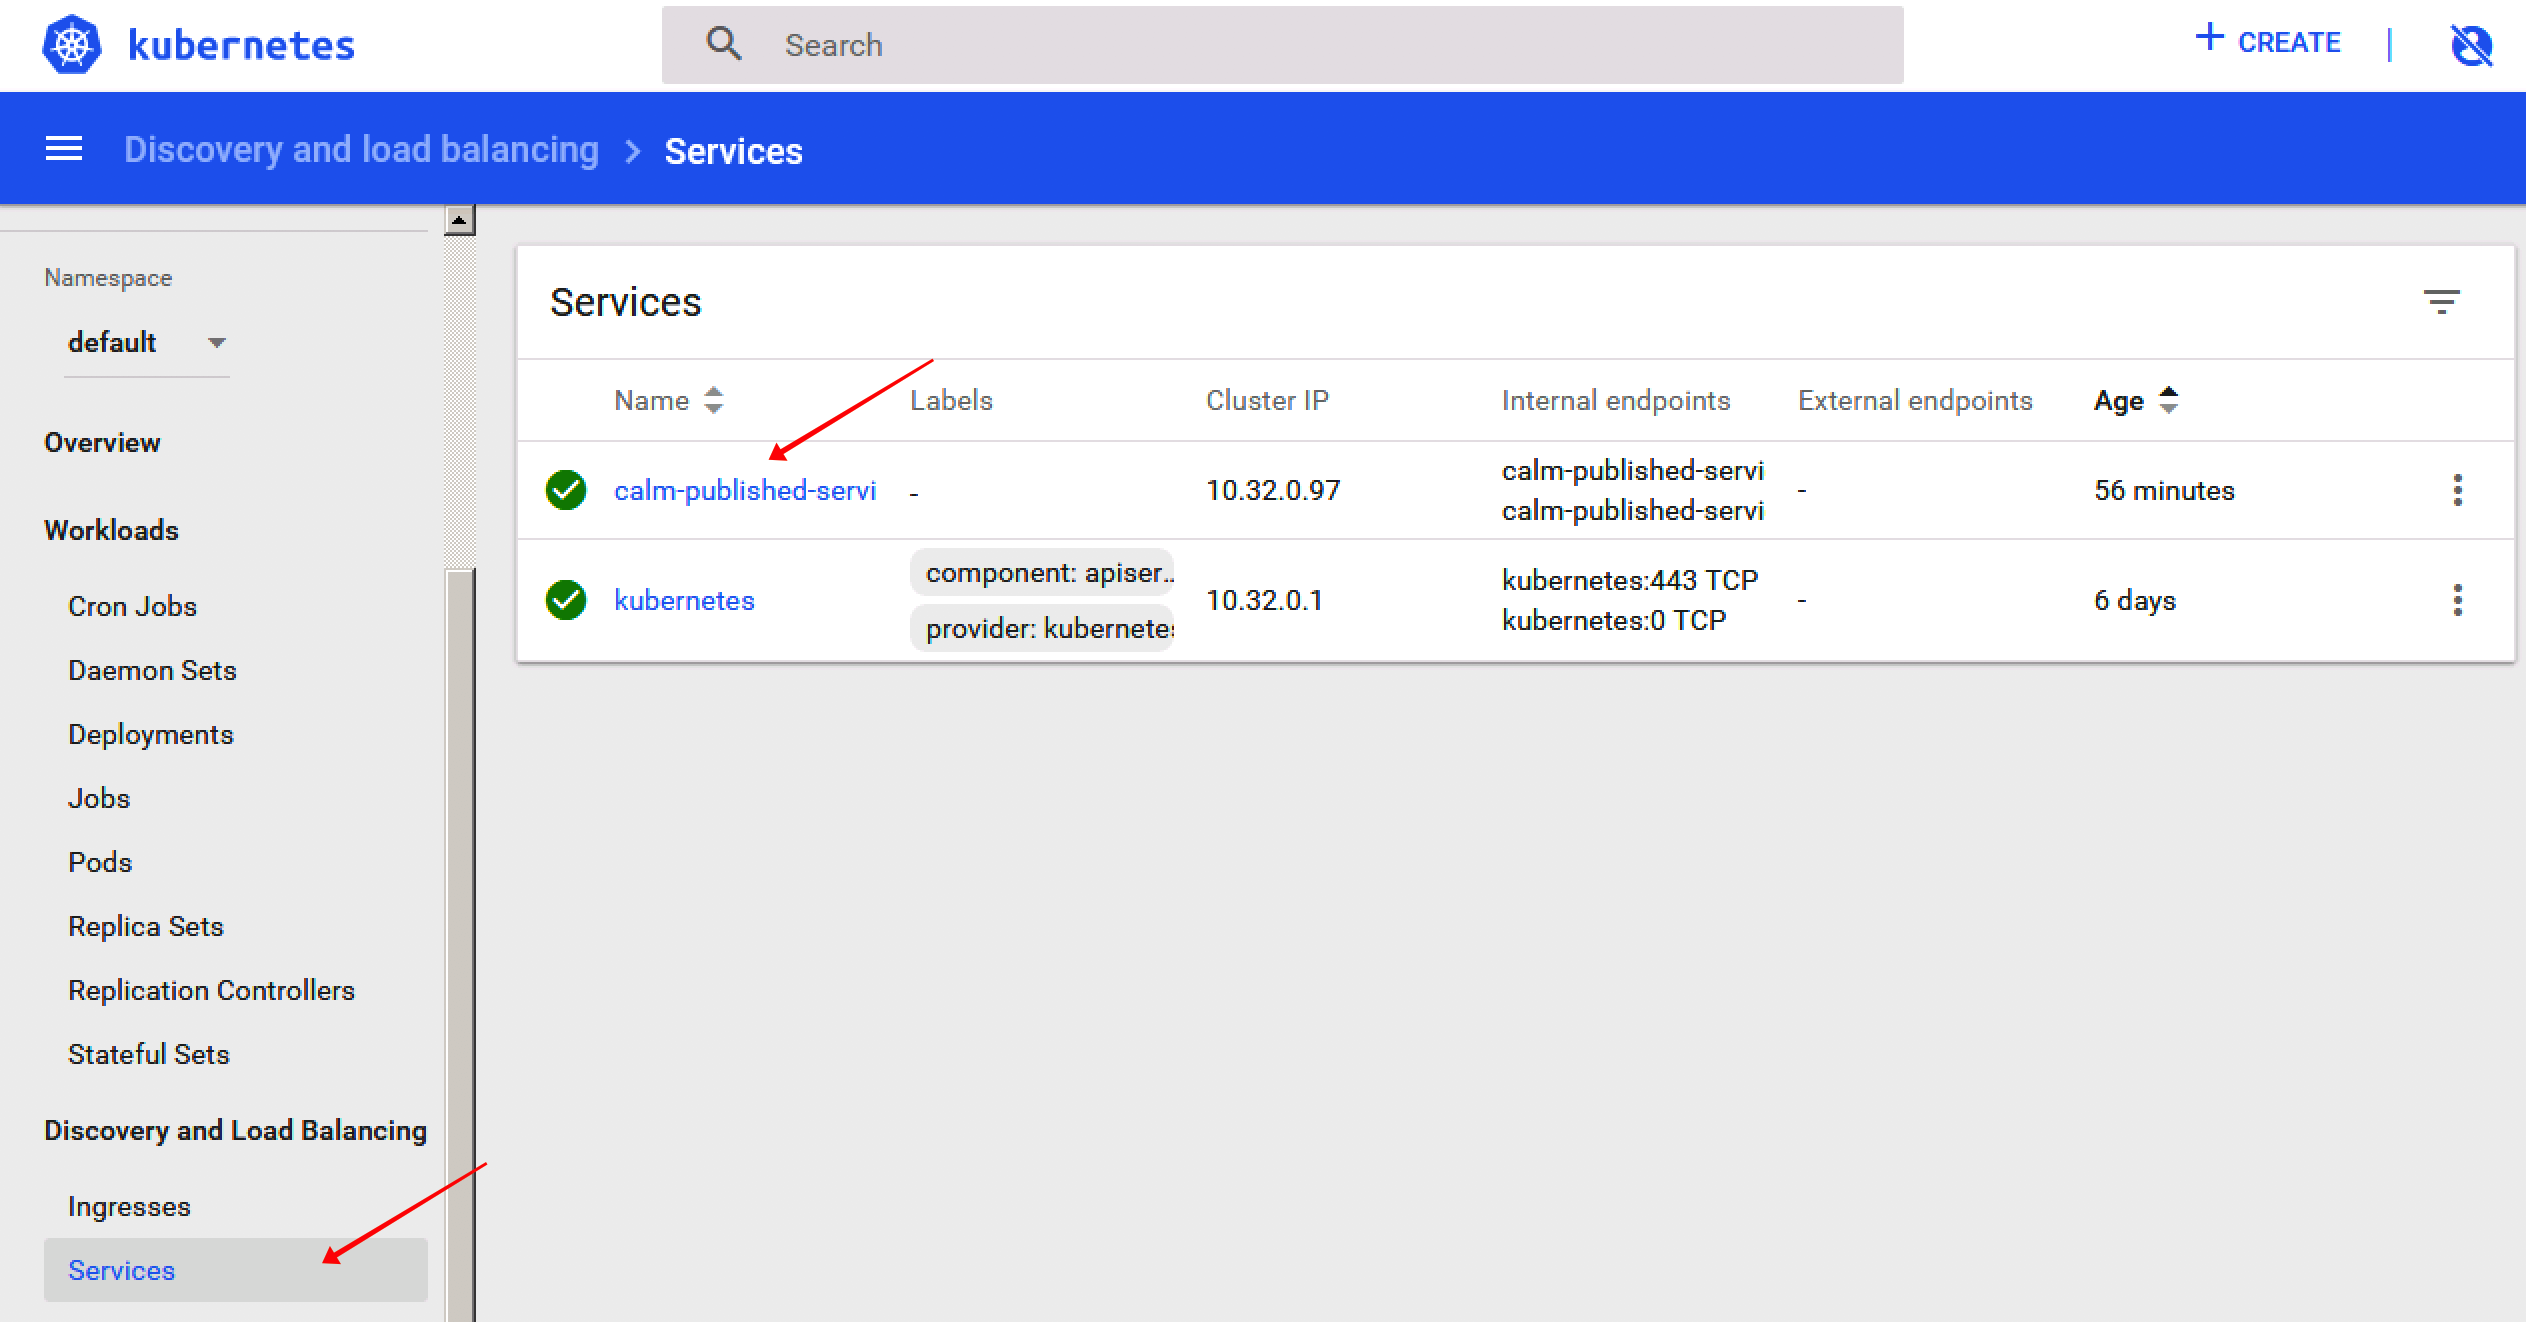 kubernetes
Search
+ CREATE |
Discovery and load balancing > Services
Namespace
default
Overview
Workloads
Cron Jobs
Daemon Sets
Deployments
Jobs
Pods
Replica Sets
Replication Controllers
Stateful Sets
Discovery and Load Balancing
Ingresses
Services
Services
Name Labels Cluster IP Internal endpoints External endpoints Age
calm-published-servi - 10.32.0.97 calm-published-servi - 56 minutes
calm-published-servi
kubernetes component: apiser... 10.32.0.1 kubernetes:443 TCP - 6 days
provider: kubernetes kubernetes:0 TCP